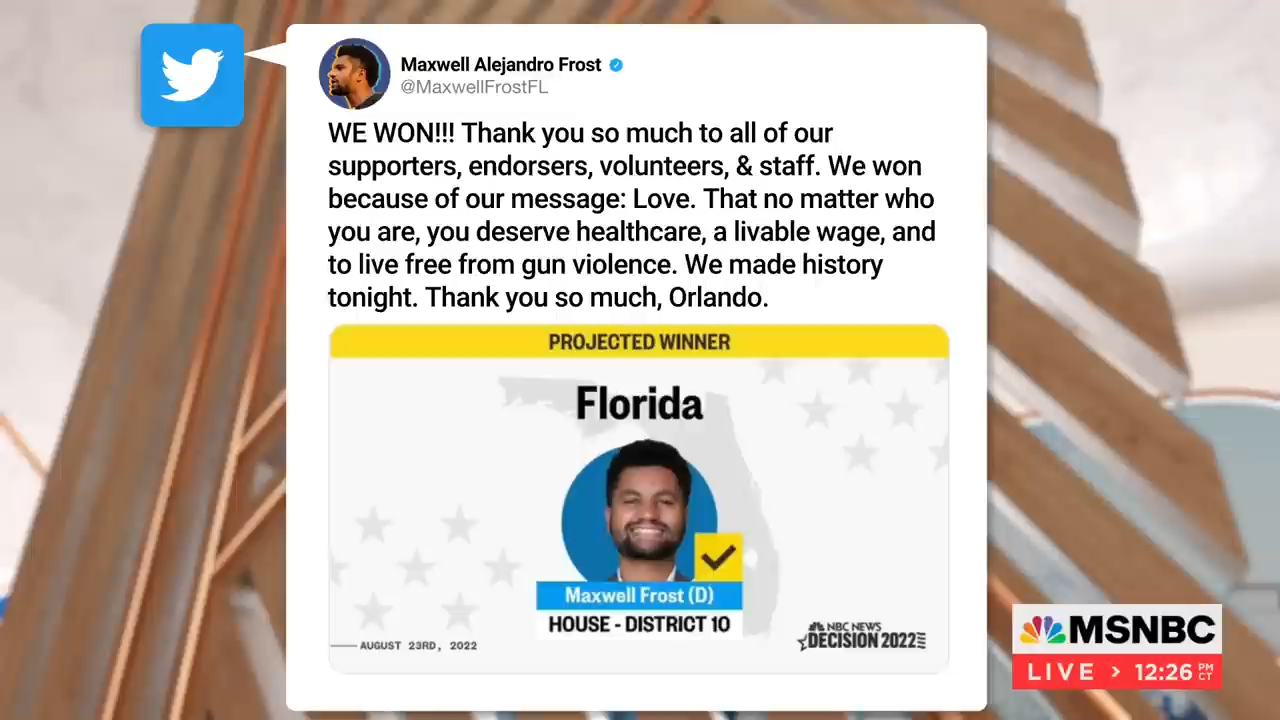 Maxwell Alejandro Frost
@MaxwellFrostFL
WE WON!!! Thank you so much to all of our
supporters, endorsers, volunteers, & staff. We won
because of our message: Love. That no matter who
you are, you deserve healthcare, a livable wage, and
to live free from gun violence. We made history
tonight. Thank you so much, Orlando.
PROJECTED WINNER
Florida
Maxwell Frost (D)
HOUSE - DISTRICT 10
AUGUST 23RD, 2022
NBC NEWS
DECISION 2022
MSNBC
LIVE > 12:26 PM CT